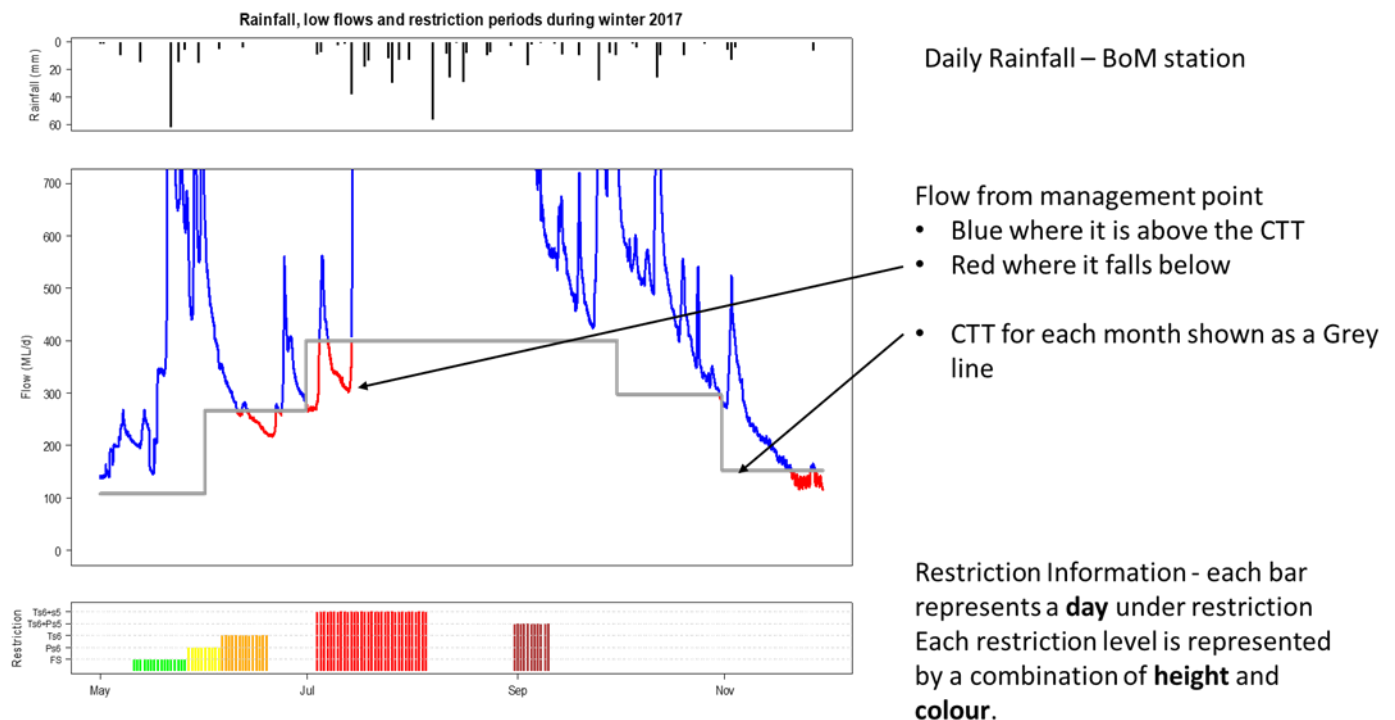 Rainfall, low flows and restriction periods during winter 2017
Rainfall (mm)
0
20
40
60
Daily Rainfall – BoM station
Flow (ML/d)
700
600
500
400
300
200
100
0
Flow from management point
• Blue where it is above the CTT
• Red where it falls below
• CTT for each month shown as a Grey
line
Restriction
Ts6+s5
Ts6+Ps5
Ts6
Ps6
FS
May
Jul
Sep
Nov
Restriction Information - each bar
represents a day under restriction
Each restriction level is represented
by a combination of height and
colour.